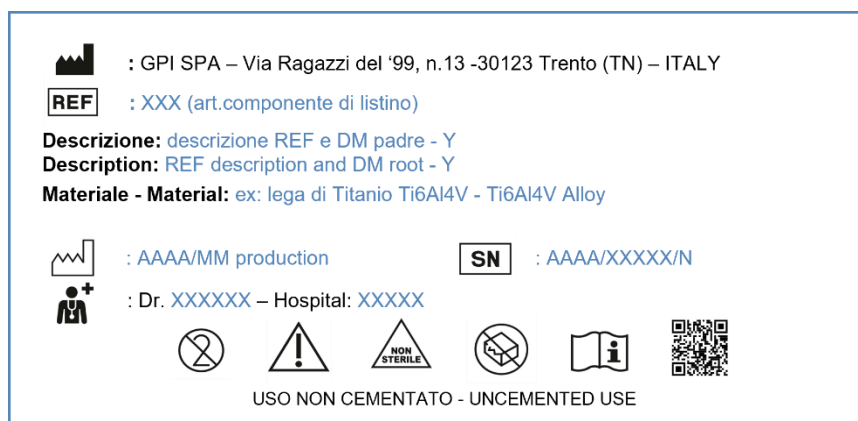 : GPI SPA – Via Ragazzi del ‘99, n.13 -30123 Trento (TN) – ITALY
REF : XXX (art.componente di listino)
Descrizione: descrizione REF e DM padre - Y
Description: REF description and DM root - Y
Materiale - Material: ex: lega di Titanio Ti6Al4V - Ti6Al4V Alloy
: AAAA/MM production SN : AAAA/XXXXX/N
: Dr. XXXXXX – Hospital: XXXXX
2 NON STERILE i
USO NON CEMENTATO - UNCEMENTED USE